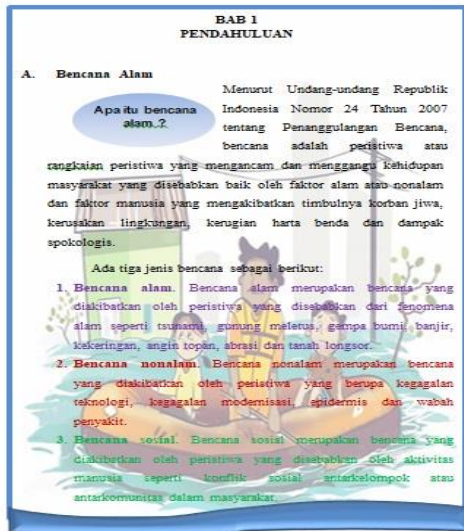 BAB 1
PENDAHULUAN
A. Bencana Alam
Apa itu bencana
alam..?
Menurut Undang-undang Republik
Indonesia Nomor 24 Tahun 2007
tentang Penanggulangan Bencana,
bencana adalah peristiwa atau
rangkaian peristiwa yang mengancam dan menggangu kehidupan
masyarakat yang disebabkan baik oleh faktor alam atau nonalam
dan faktor manusia yang mengakibatkan timbulnya korban jiwa,
kerusakan lingkungan, kerugian harta benda dan dampak
spokologis.
Ada tiga jenis bencana sebagai berikut:
1. Bencana alam. Bencana alam merupakan bencana yang
diakibatkan oleh peristiwa yang disebabkan dari fenomena
alam seperti tsunami, gunung meletus, gempa bumi, banjir,
kekeringan, angin topan, abrasi dan tanah longsor.
2. Bencana nonalam. Bencana nonalam merupakan bencana
yang diakibatkan oleh peristiwa yang berupa kegagalan
teknologi, kegagalan modernisasi, epidermis dan wabah
penyakit.
3. Bencana sosial. Bencana sosial merupakan bencana yang
diakibatkan oleh peristiwa yang disebabkan oleh aktivitas
manusia seperti konflik sosial antarkelompok atau
antarkomunitas dalam masyarakat.